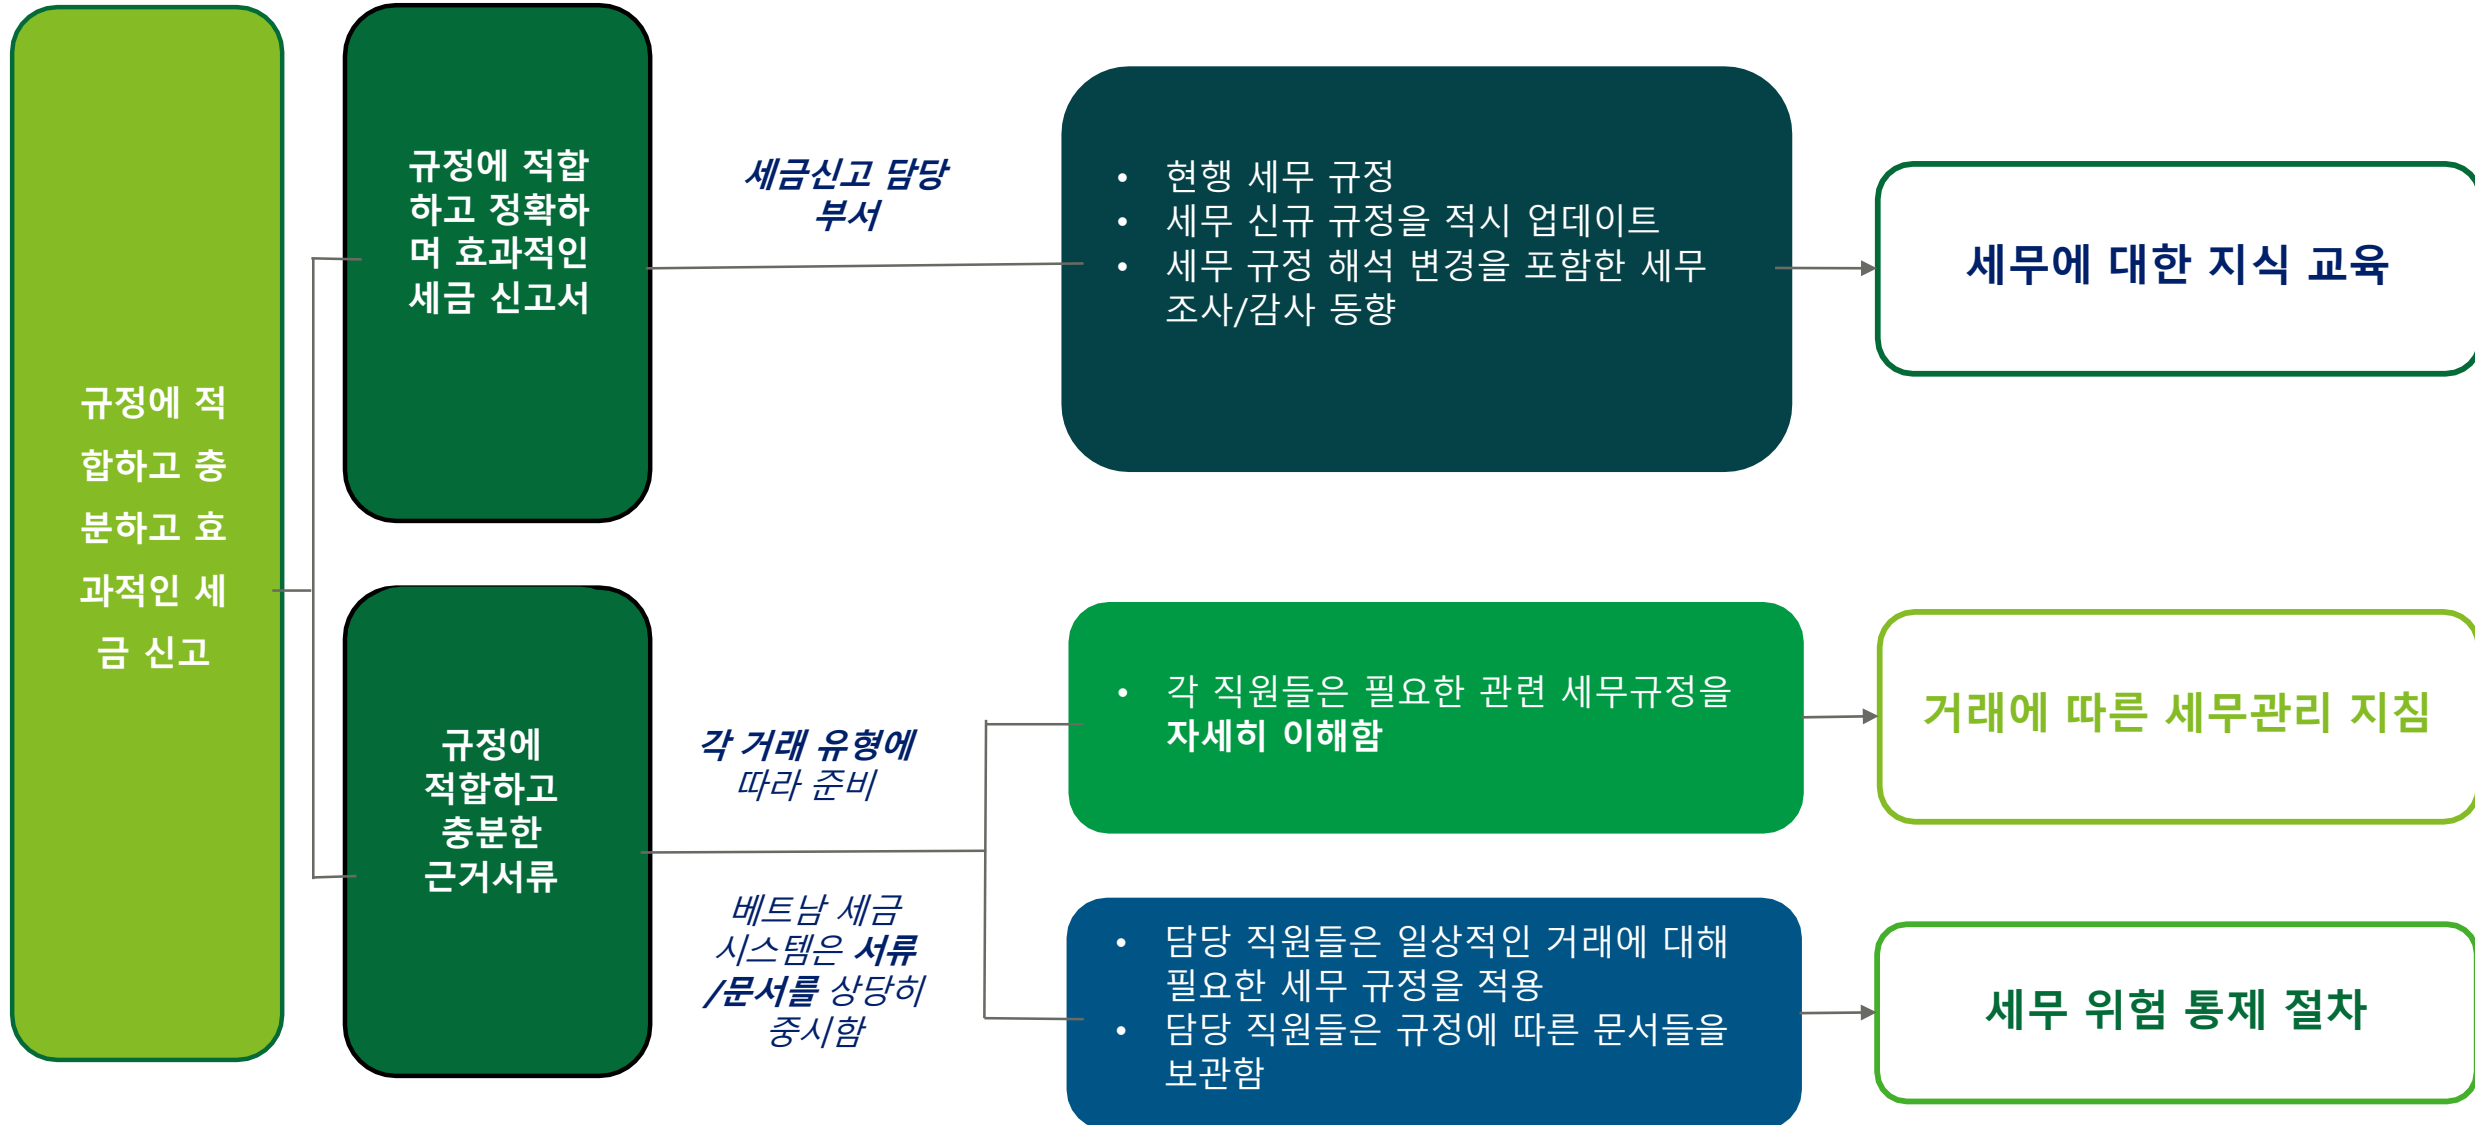 규정에 적
합하고 충
분하고 효
과적인 세
금 신고
규정에 적합
하고 정확하
며 효과적인
세금 신고서
세금신고 담당
부서
• 현행 세무 규정
• 세무 신규 규정을 적시 업데이트
• 세무 규정 해석 변경을 포함한 세무
조사/감사 동향
세무에 대한 지식 교육
규정에
적합하고
충분한
근거서류
각 거래 유형에
따라 준비
베트남 세금
시스템은 서류
/문서를 상당히
중시함
• 각 직원들은 필요한 관련 세무규정을
자세히 이해함
거래에 따른 세무관리 지침
• 담당 직원들은 일상적인 거래에 대해
필요한 세무 규정을 적용
• 담당 직원들은 규정에 따른 문서들을
보관함
세무 위험 통제 절차